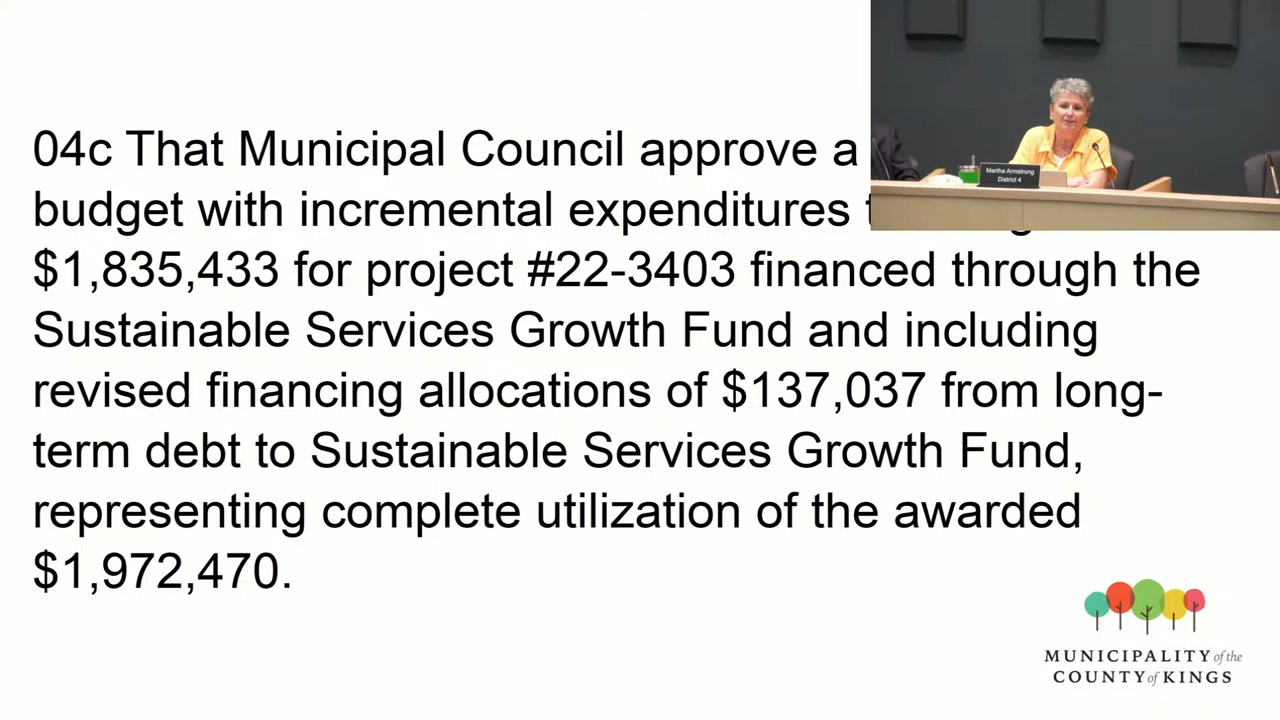 04c That Municipal Council approve a
budget with incremental expenditures
$1,835,433 for project #22-3403 financed through the
Sustainable Services Growth Fund and including
revised financing allocations of $137,037 from long-
term debt to Sustainable Services Growth Fund,
representing complete utilization of the awarded
$1,972,470.
Martha Armstrong
District 4
MUNICIPALITY of the
COUNTY of KINGS